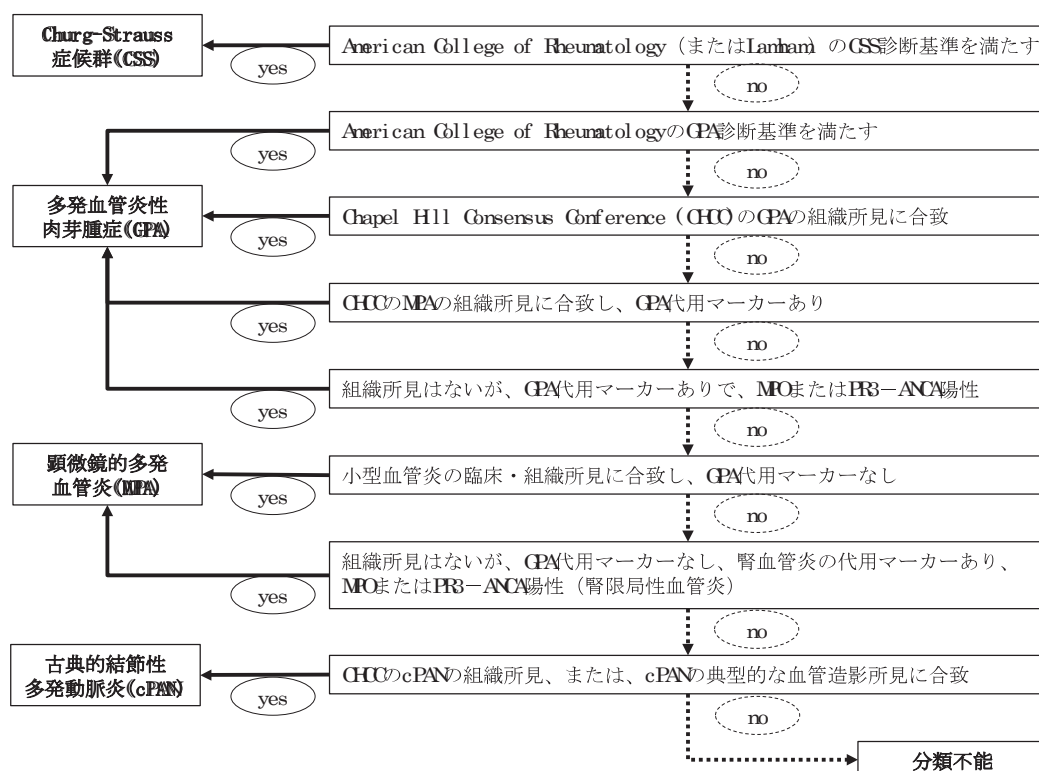 Churg-Strauss
症候群(CSS)
American College of Rheumatology（またはLanham）のCSS診断基準を満たす
yes
no
American College of RheumatologyのGPA診断基準を満たす
yes
no
多発血管炎性
肉芽腫症(GPA)
Chapel Hill Consensus Conference（CHCC)のGPAの組織所見に合致
yes
no
CHCCのMPAの組織所見に合致し、GPA代用マーカーあり
yes
no
組織所見はないが、GPA代用マーカーありで、MPOまたはPR3－ANCA陽性
yes
no
顕微鏡的多発
血管炎(MPA)
小型血管炎の臨床・組織所見に合致し、GPA代用マーカーなし
yes
no
組織所見はないが、GPA代用マーカーなし、腎血管炎の代用マーカーあり、
MPOまたはPR3－ANCA陽性（腎限局性血管炎）
yes
no
古典的結節性
多発動脈炎(cPAN)
CHCCのcPANの組織所見、または、cPANの典型的な血管造影所見に合致
yes
no
分類不能